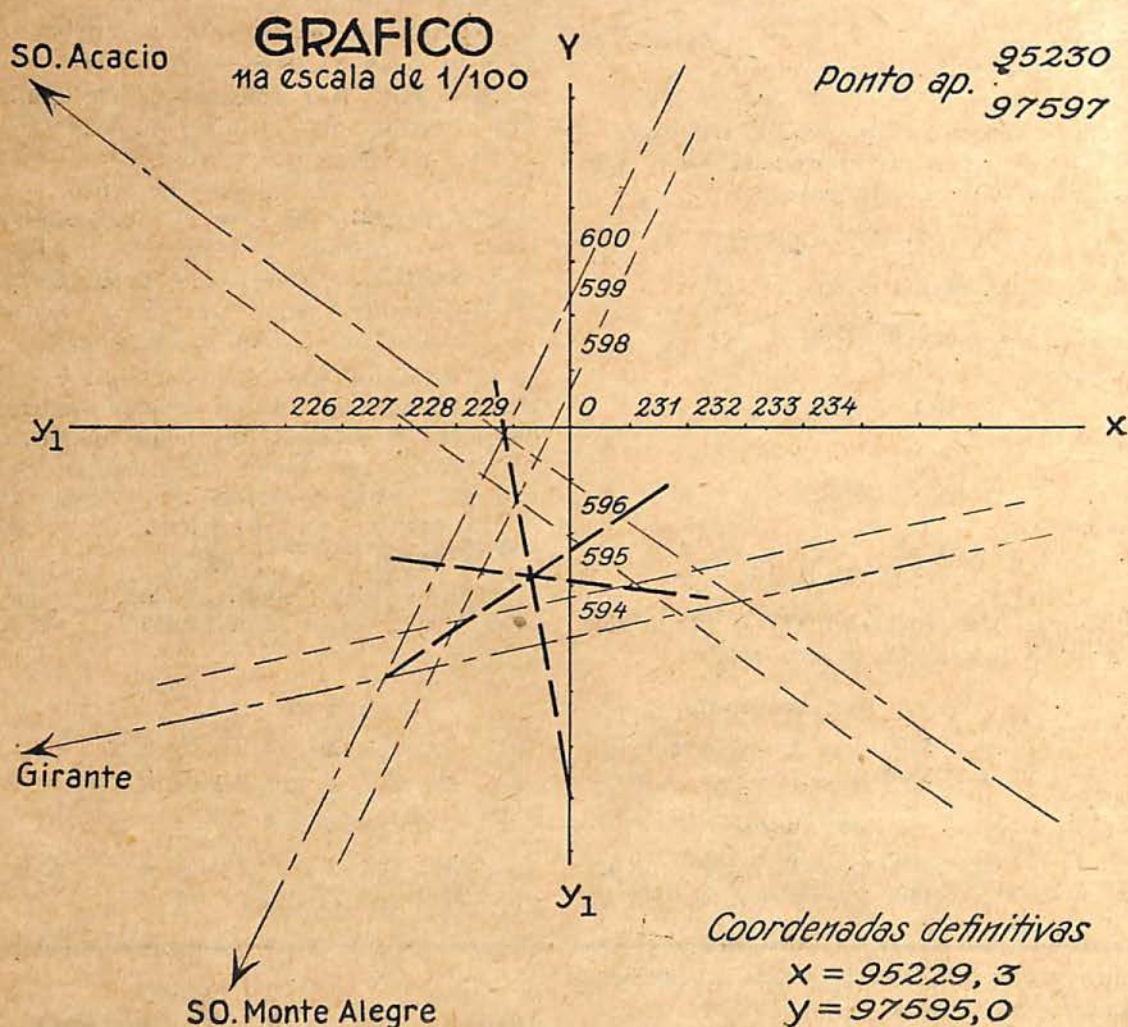 GRAFICO
na escala de 1/100
SO. Acacio
Y
Ponto ap. 95230
97597
600
599
598
226 227 228 229 0 231 232 233 234
y1
X
596
595
594
Girante
y1
SO. Monte Alegre
Coordenadas definitivas
X = 95229,3
y = 97595,0